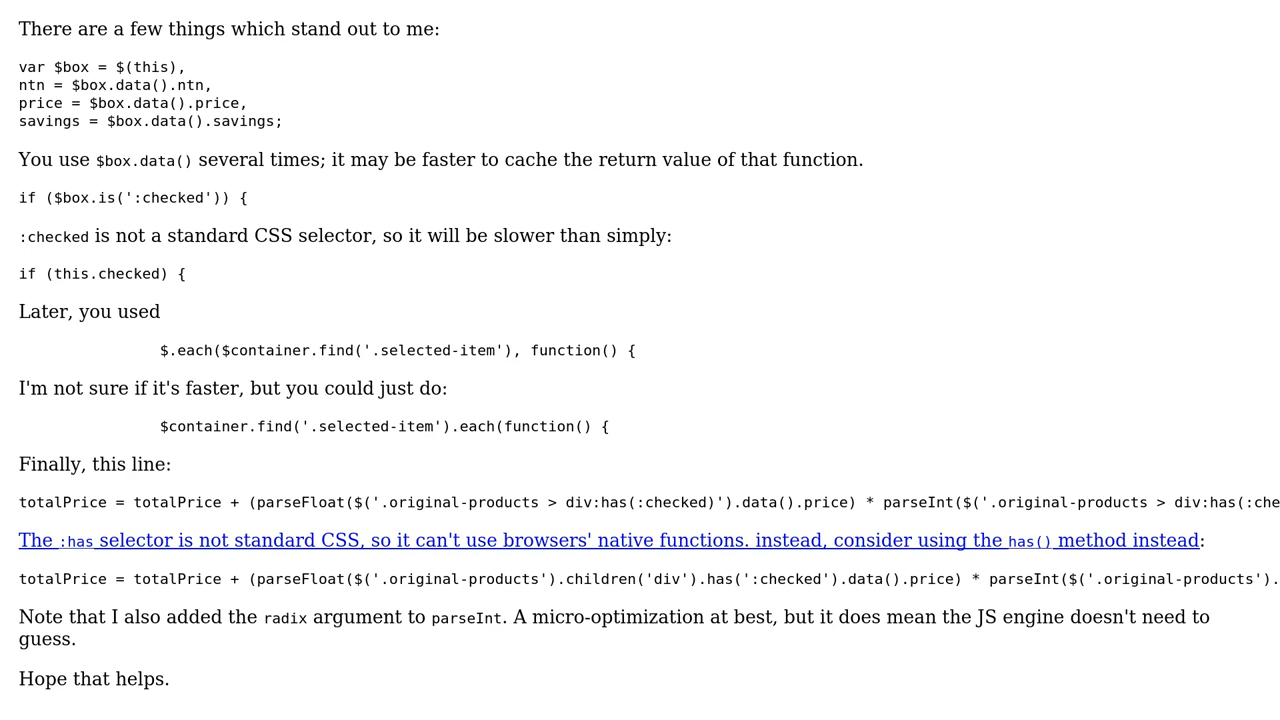 There are a few things which stand out to me:
var $box = $(this),
ntn = $box.data().ntn,
price = $box.data().price,
savings = $box.data().savings;
You use $box.data() several times; it may be faster to cache the return value of that function.
if ($box.is(':checked')) {
:checked is not a standard CSS selector, so it will be slower than simply:
if (this.checked) {
Later, you used
$.each($container.find('.selected-item'), function() {
I'm not sure if it's faster, but you could just do:
$container.find('.selected-item').each(function() {
Finally, this line:
totalPrice = totalPrice + (parseFloat($('.original-products > div:has(:checked)').data().price) * parseInt($('.original-products > div:has(:che
The :has selector is not standard CSS, so it can't use browsers' native functions. instead, consider using the has() method instead:
totalPrice = totalPrice + (parseFloat($('.original-products').children('div').has(':checked').data().price) * parseInt($('.original-products').
Note that I also added the radix argument to parseInt. A micro-optimization at best, but it does mean the JS engine doesn't need to
guess.
Hope that helps.